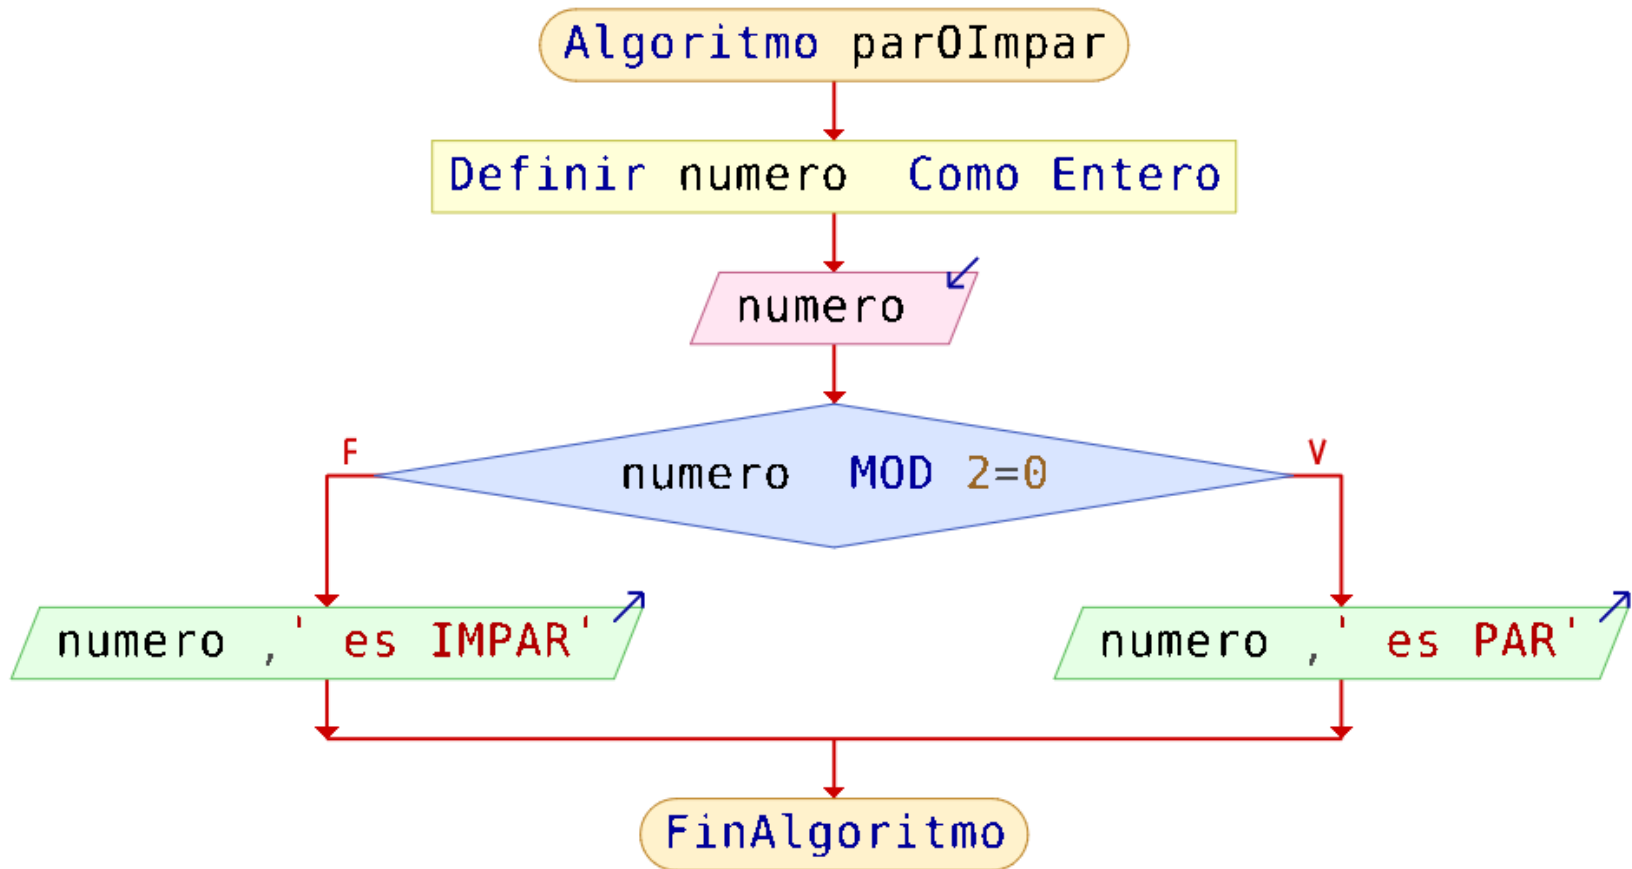 Algoritmo parOImpar
Definir numero Como Entero
numero
F
numero MOD 2=0
V
numero ,' es IMPAR'
numero ,' es PAR'
FinAlgoritmo